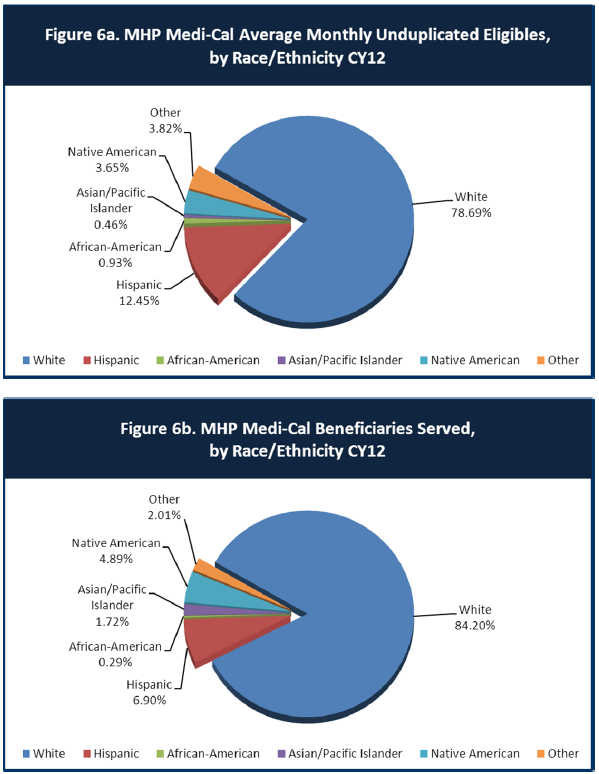 Figure 6a. MHP Medi-Cal Average Monthly Unduplicated Eligibles,
by Race/Ethnicity CY12
Other
3.82%
Native American
3.65%
Asian/Pacific
Islander
0.46%
African-American
0.93%
Hispanic
12.45%
White
78.69%
White
Hispanic
African-American
Asian/Pacific Islander
Native American
Other
Figure 6b. MHP Medi-Cal Beneficiaries Served,
by Race/Ethnicity CY12
Other
2.01%
Native American
4.89%
Asian/Pacific
Islander
1.72%
African-American
0.29%
Hispanic
6.90%
White
84.20%
White
Hispanic
African-American
Asian/Pacific Islander
Native American
Other